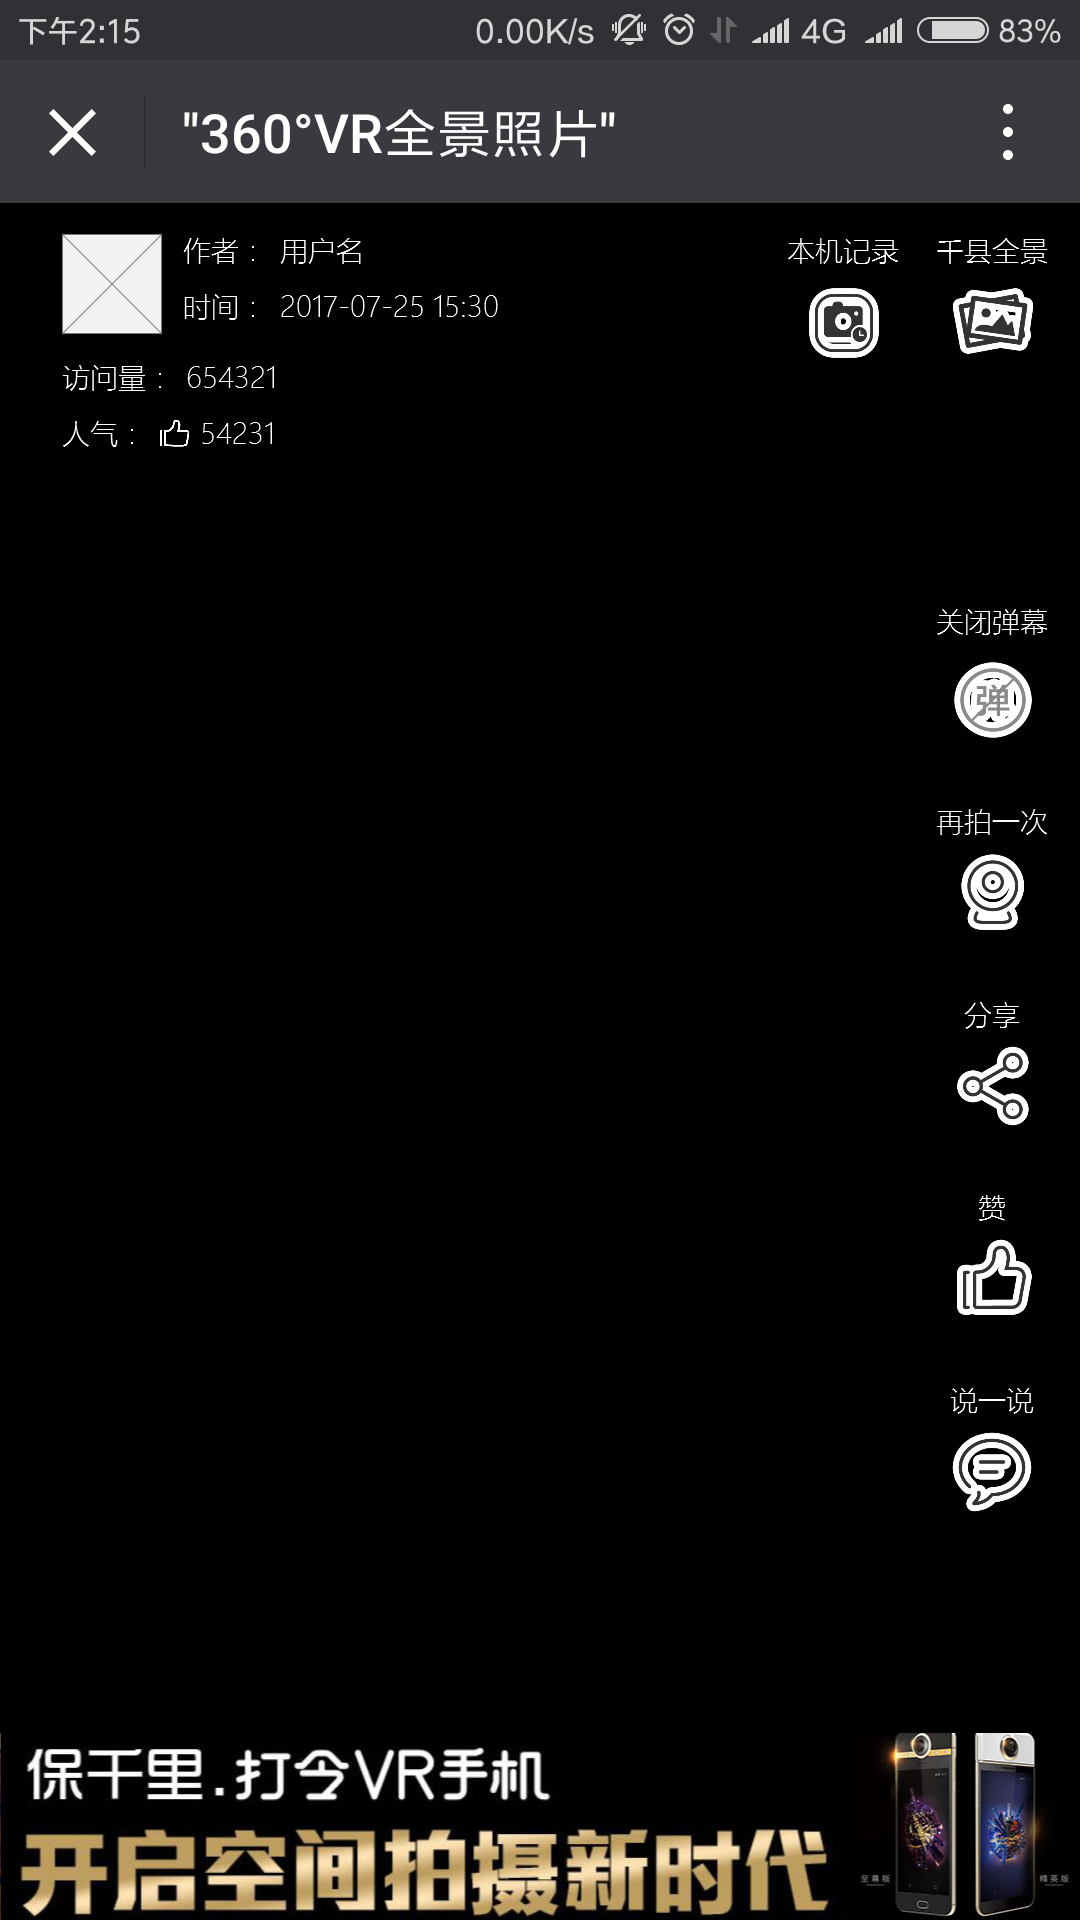 下午2:15 0.00K/s 4G 83%
"360°VR全景照片"
作者： 用户名
时间： 2017-07-25 15:30
本机记录 千县全景
访问量： 654321
人气： 54231
关闭弹幕
弹
再拍一次
分享
赞
说一说
保千里.打令VR手机
开启空间拍摄新时代
至尊版 精英版